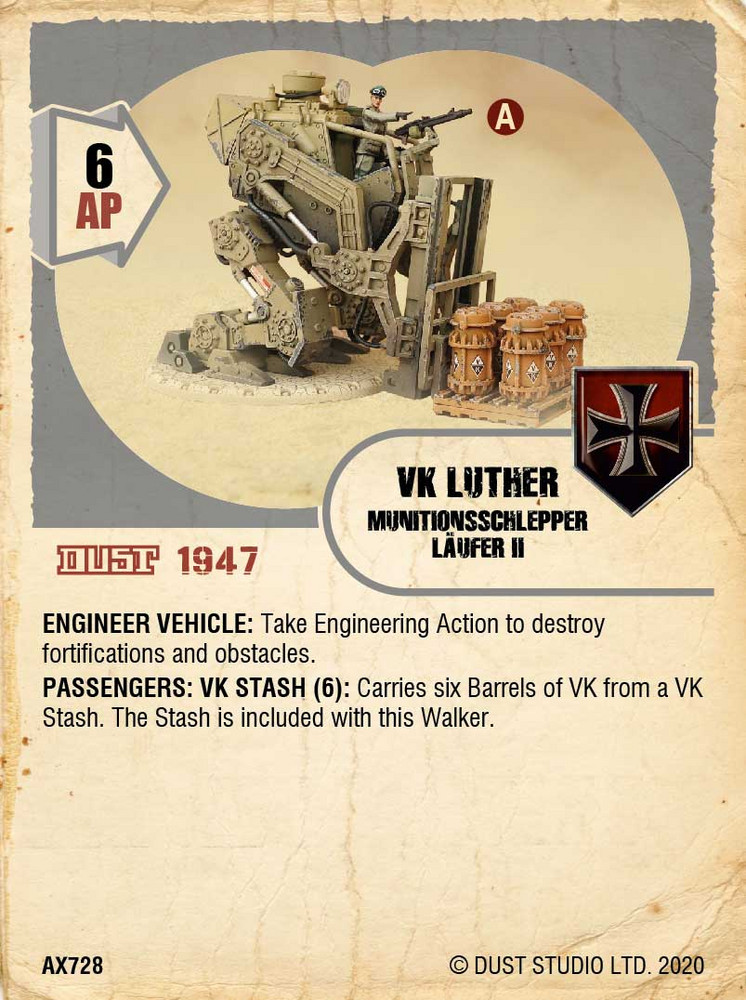 6
AP
A
VK LUTHER
MUNITIONSSCHLEPPER
LÄUFER II
DUST 1947
ENGINEER VEHICLE: Take Engineering Action to destroy
fortifications and obstacles.
PASSENGERS: VK STASH (6): Carries six Barrels of VK from a VK
Stash. The Stash is included with this Walker.
AX728
© DUST STUDIO LTD. 2020